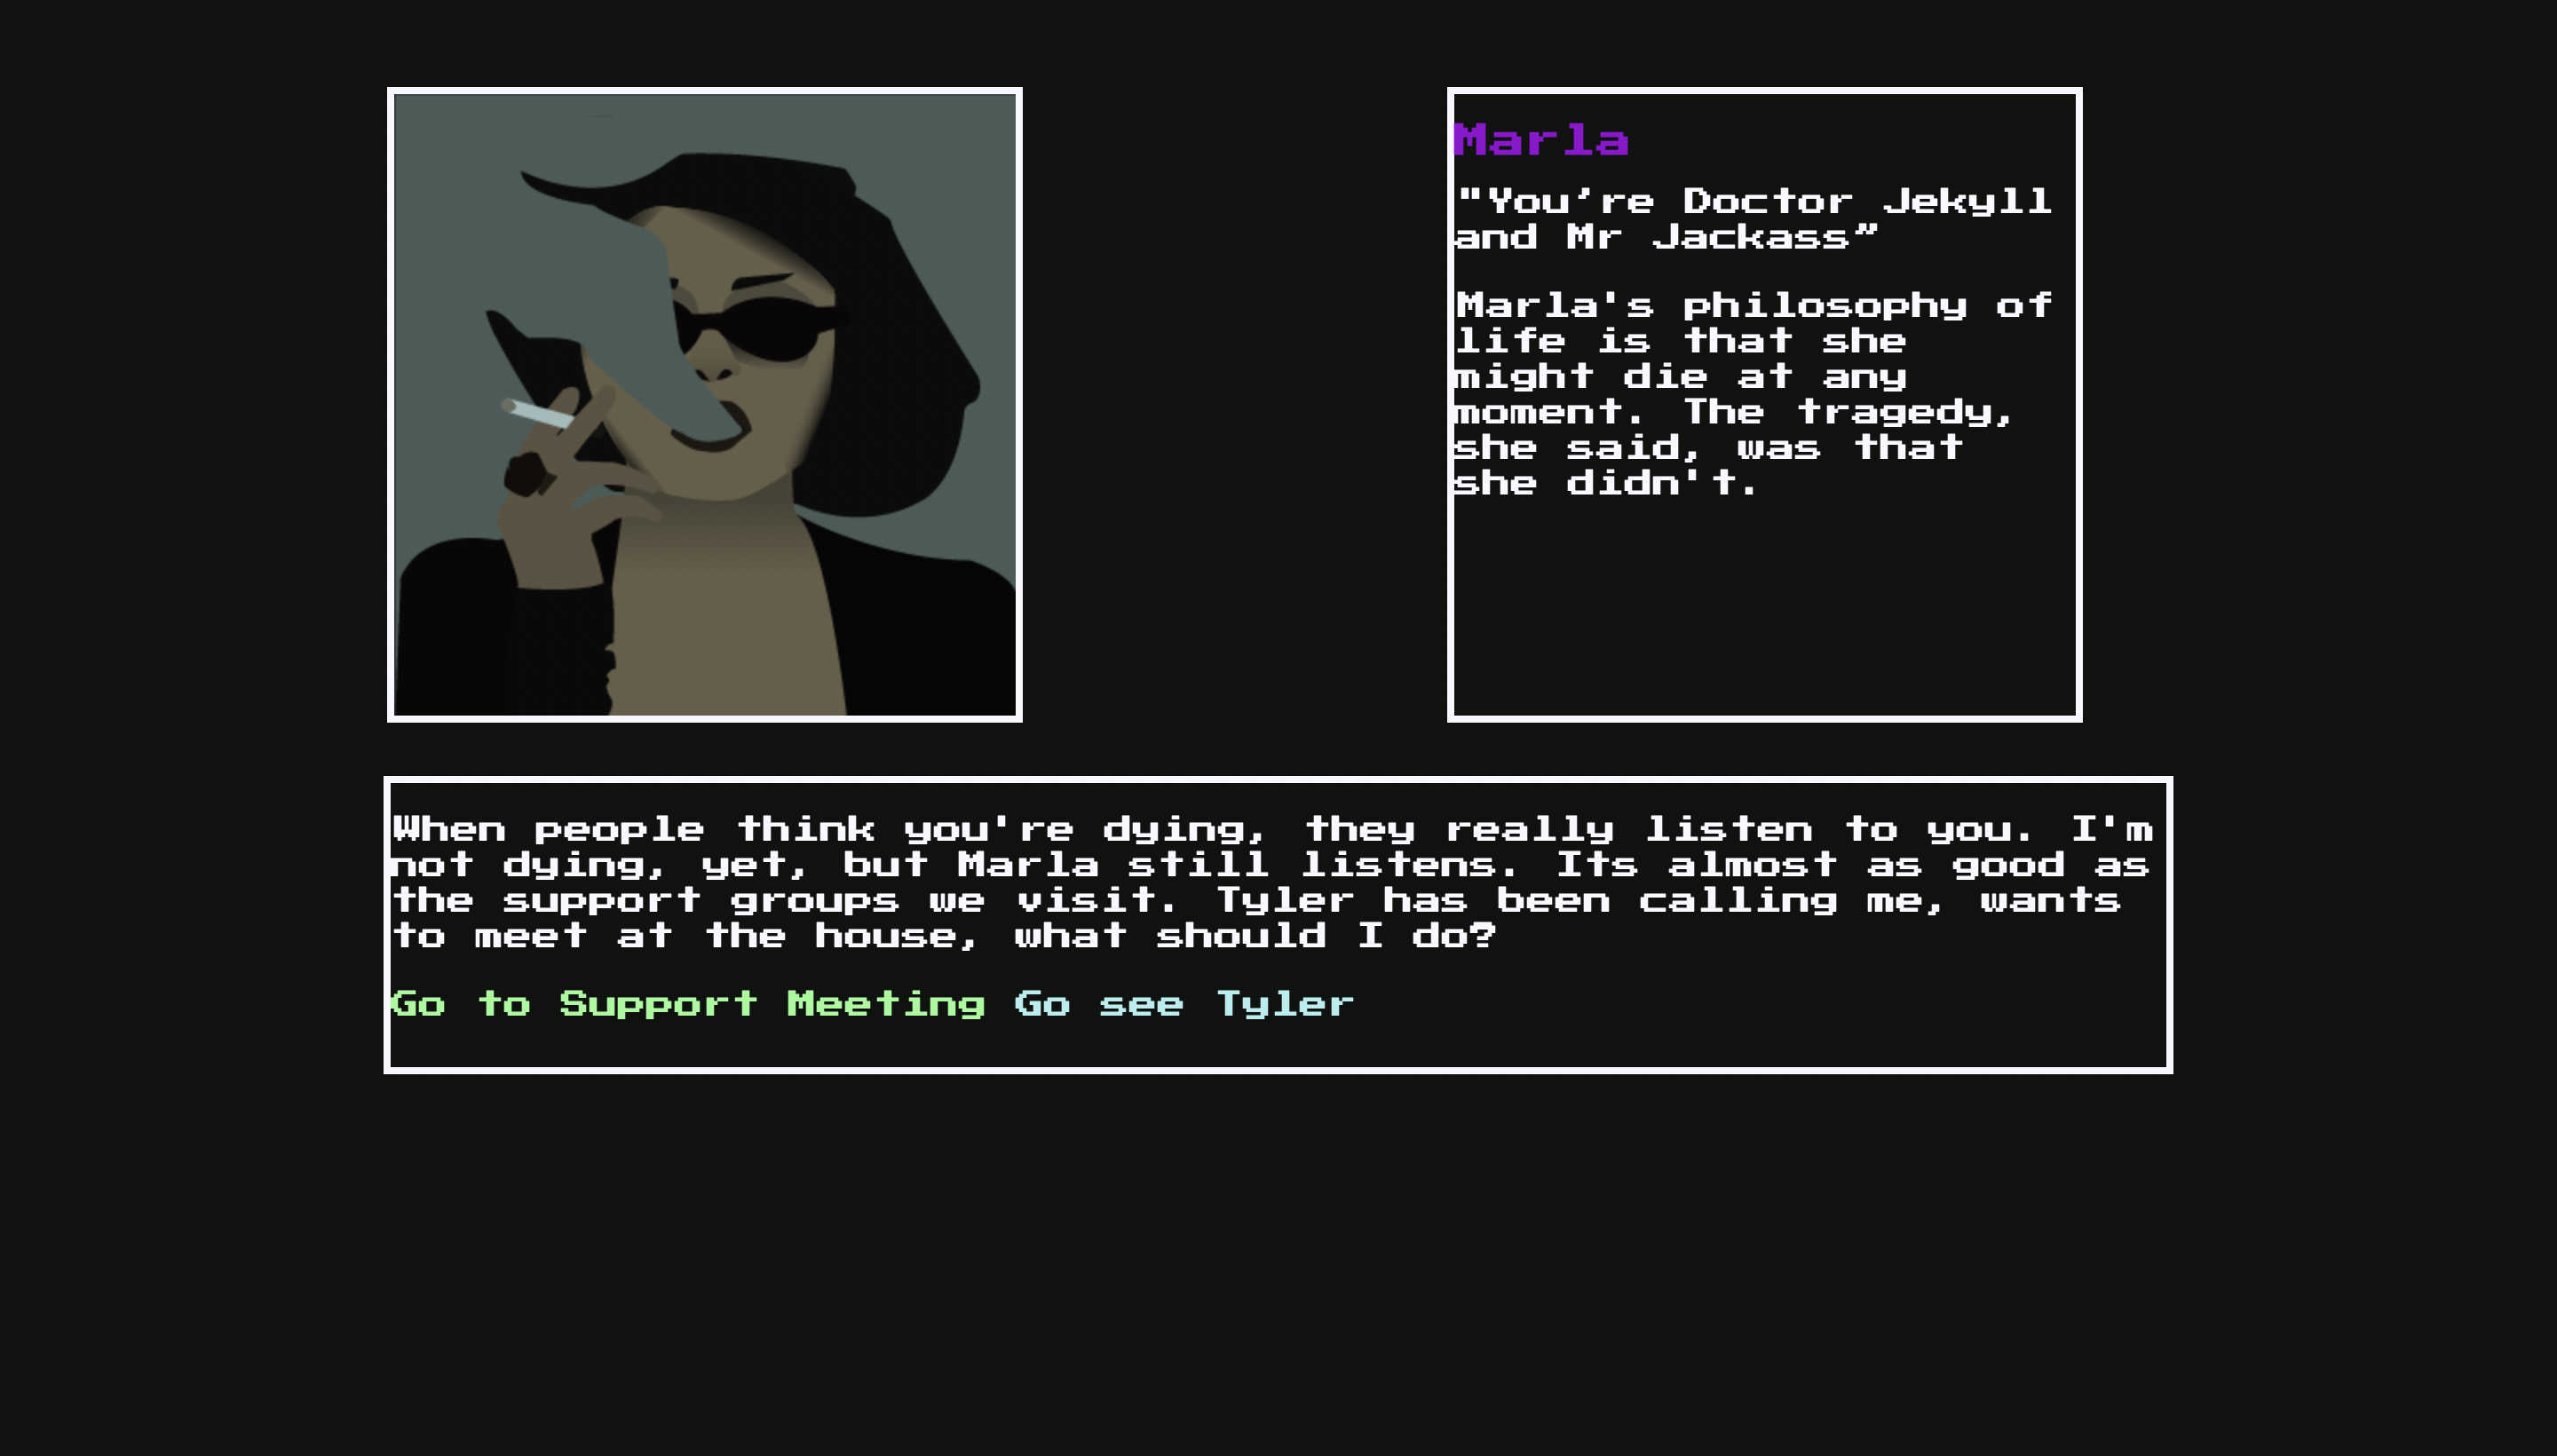 Marla
"You’re Doctor Jekyll
and Mr Jackass”
Marla's philosophy of
life is that she
might die at any
moment. The tragedy,
she said, was that
she didn't.
When people think you're dying, they really listen to you. I'm
not dying, yet, but Marla still listens. Its almost as good as
the support groups we visit. Tyler has been calling me, wants
to meet at the house, what should I do?
Go to Support Meeting Go see Tyler